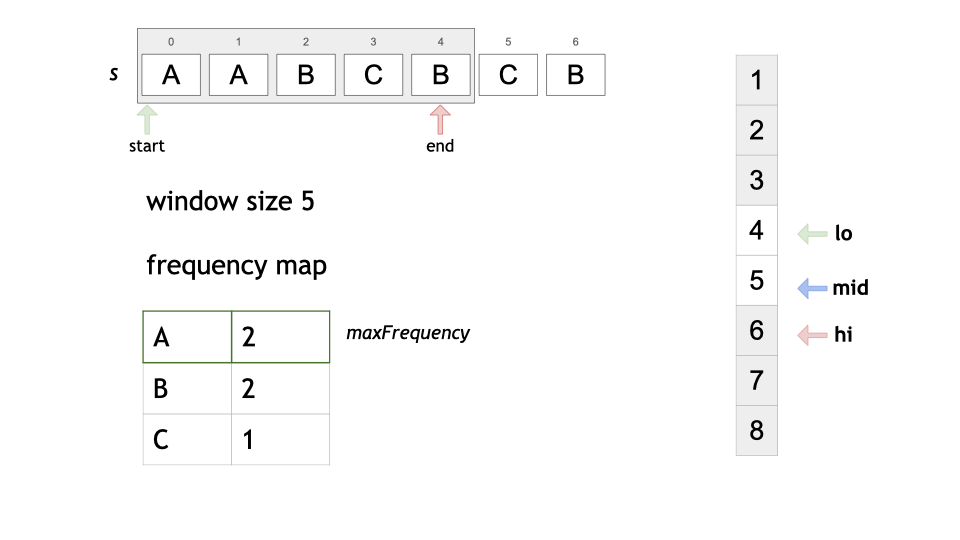 0 1 2 3 4 5 6
s A A B C B C B
start end
window size 5
frequency map
A 2 maxFrequency
B 2
C 1
1
2
3
4 lo
5 mid
6 hi
7
8